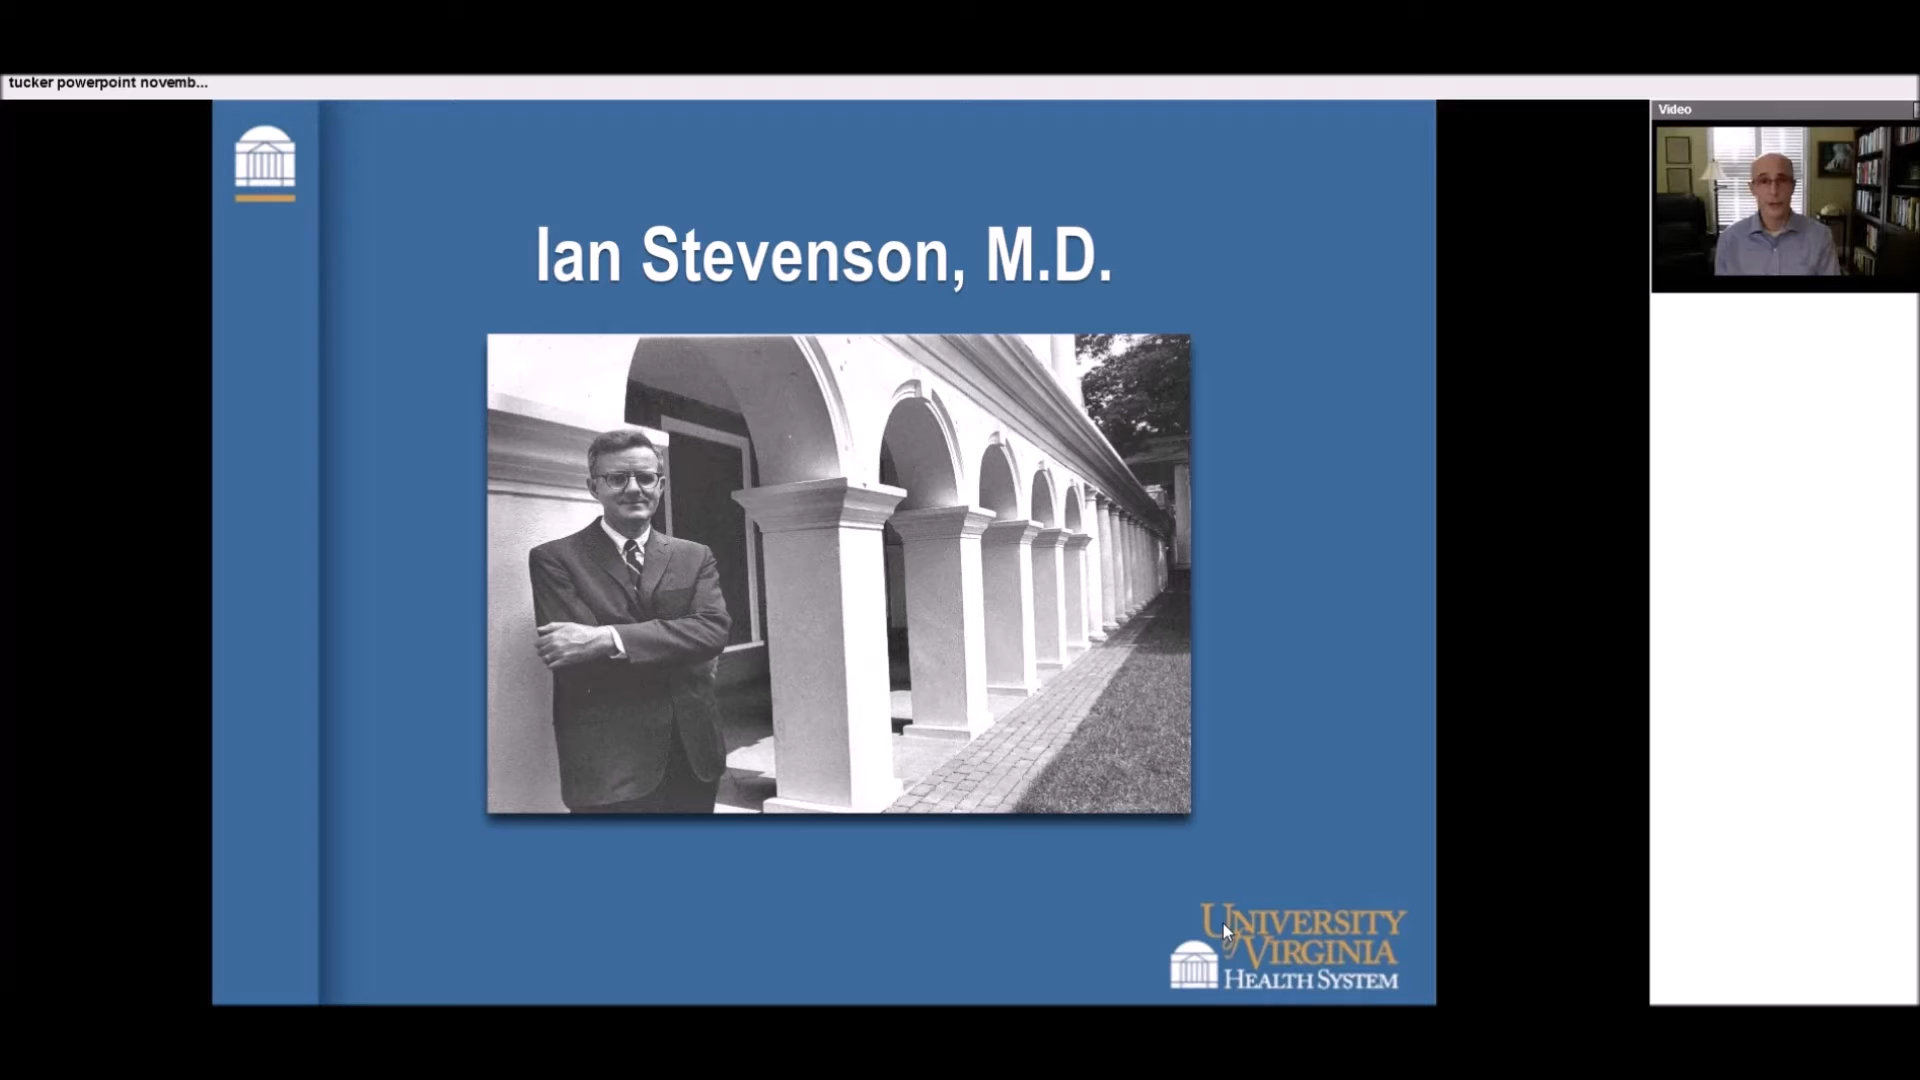 tucker powerpoint novemb...
Video
Ian Stevenson, M.D.
UNIVERSITY
of VIRGINIA
HEALTH SYSTEM